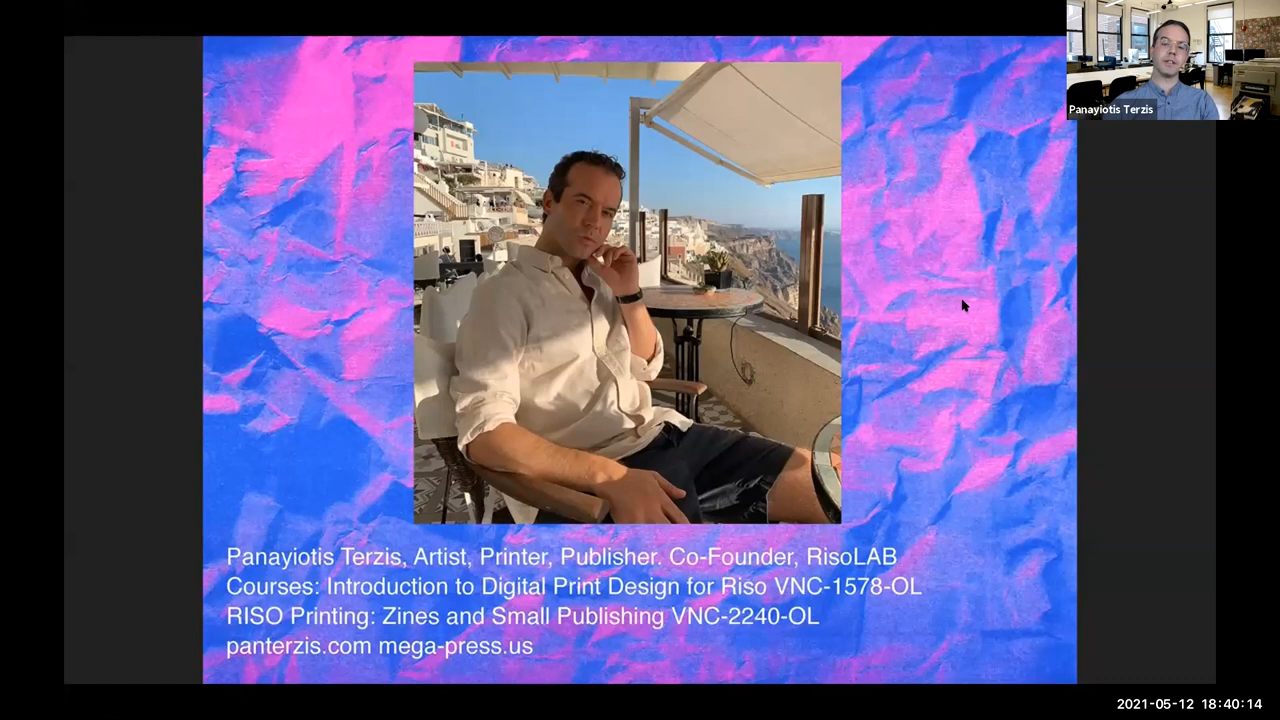 Panayiotis Terzis
Panayiotis Terzis, Artist, Printer, Publisher. Co-Founder, RisoLAB
Courses: Introduction to Digital Print Design for Riso VNC-1578-OL
RISO Printing: Zines and Small Publishing VNC-2240-OL
panterzis.com mega-press.us
2021-05-12 18:40:14